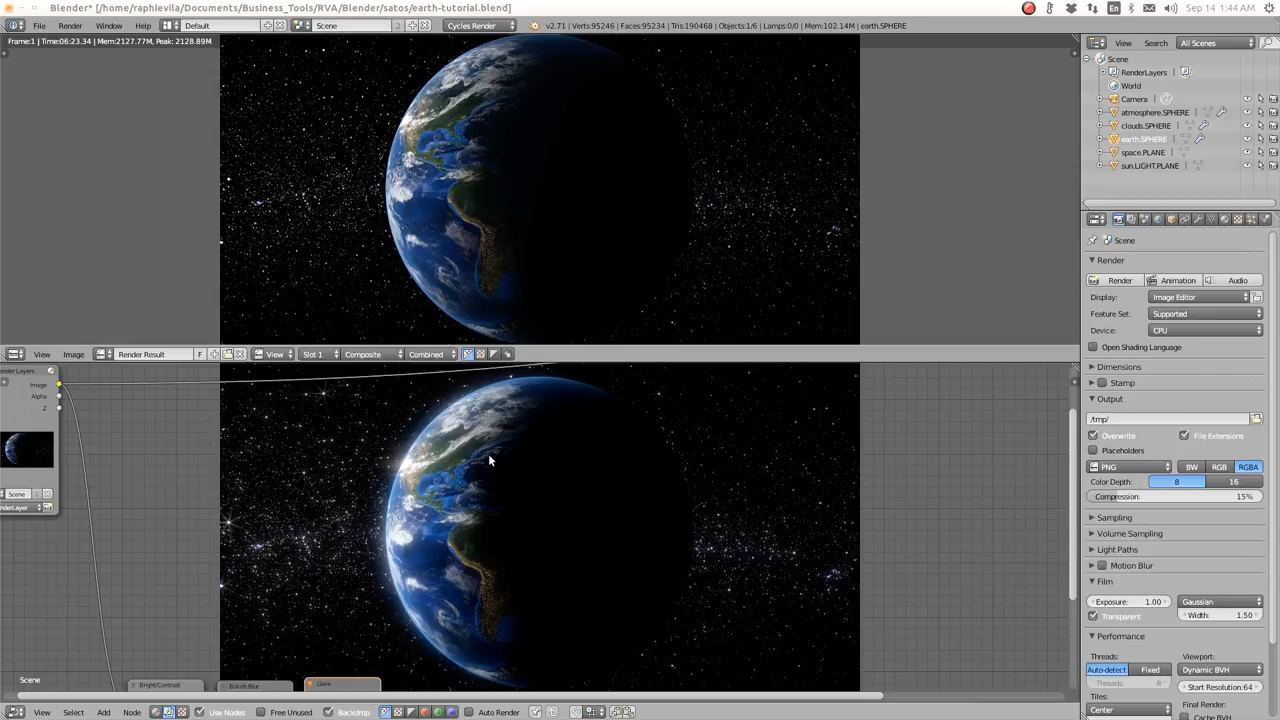 Blender* [/home/raphlevila/Documents/Business_Tools/RVA/Blender/satos/earth-tutorial.blend]
En
Sep 14 1:44 AM
File Render Window Help Default Scene 2 Cycles Render v2.71 | Verts:95246 | Faces:95234 | Tris:190468 | Objects:1/6 | Lamps:0/0 | Mem:102.14M | earth.SPHERE
Frame:1 | Time:06:23.34 | Mem:2127.77M, Peak: 2128.89M
View Search All Scenes
Scene
RenderLayers
World
Camera
atmosphere.SPHERE
clouds.SPHERE
earth.SPHERE
space.PLANE
sun.LIGHT.PLANE
Scene
Render
Render Animation Audio
Display: Image Editor
Feature Set: Supported
Device: CPU
Open Shading Language
Dimensions
Stamp
Output
/tmp/
Overwrite File Extensions
Placeholders
PNG BW RGB RGBA
Color Depth: 8 16
Compression: 15%
Sampling
Volume Sampling
Light Paths
Motion Blur
Film
Exposure: 1.00 Gaussian
Transparent Width: 1.50
Performance
Threads: Viewport:
Auto-detect Fixed Dynamic BVH
Threads: 8 Start Resolution:64
Tiles:
Center Cache BVH
View Image Render Result F View Slot 1 Composite Combined
Image
Alpha
Z
Scene
Bright/Contrast Bokeh Blur Glare
Scene
View Select Add Node Use Nodes Free Unused Backdrop Auto Render